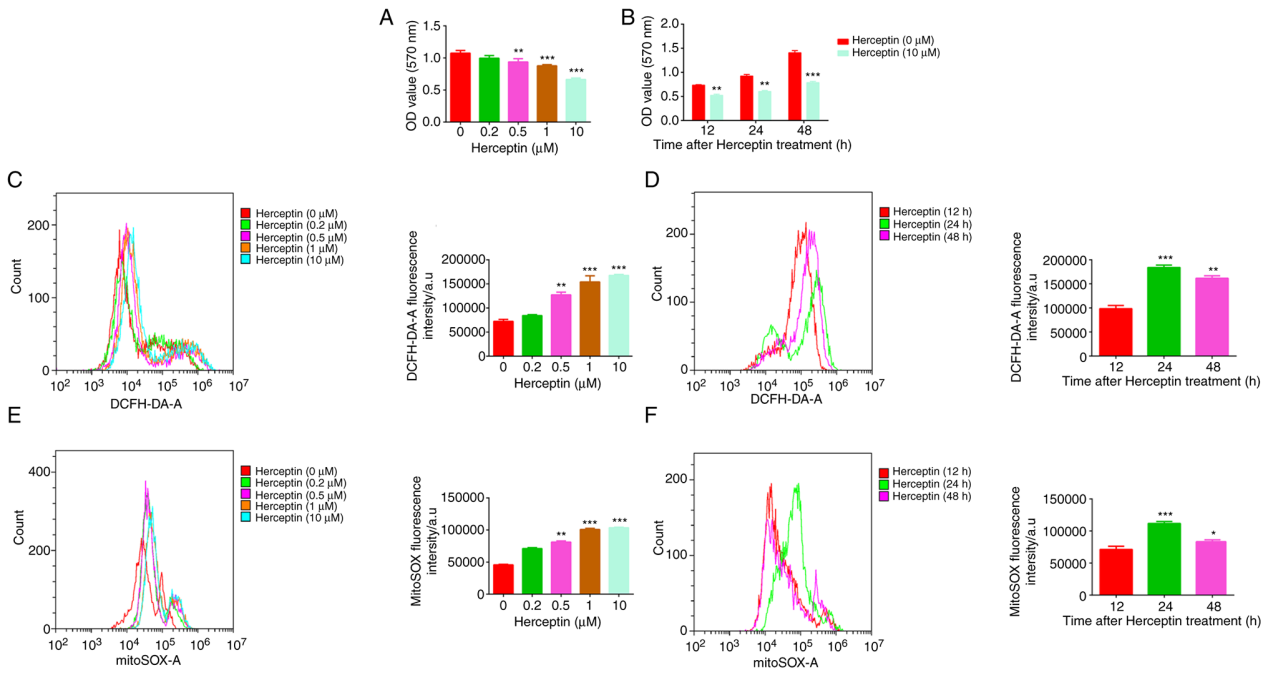 A
OD value (570 nm)
1.5
1.0
0.5
0.0
**
***
***
0 0.2 0.5 1 10
Herceptin (μM)
B
OD value (570 nm)
2.0
1.5
1.0
0.5
0.0
**
**
***
12 24 48
Time after Herceptin treatment (h)
Herceptin (0 μM)
Herceptin (10 μM)
C
Count
200
100
0
10² 10³ 10⁴ 10⁵ 10⁶ 10⁷
DCFH-DA-A
Herceptin (0 μM)
Herceptin (0.2 μM)
Herceptin (0.5 μM)
Herceptin (1 μM)
Herceptin (10 μM)
DCFH-DA-A fluorescence
intensity/a.u
200000
150000
100000
50000
0
**
***
***
0 0.2 0.5 1 10
Herceptin (μM)
D
Count
200
100
0
10² 10³ 10⁴ 10⁵ 10⁶ 10⁷
DCFH-DA-A
Herceptin (12 h)
Herceptin (24 h)
Herceptin (48 h)
DCFH-DA-A fluorescence
intensity/a.u
200000
150000
100000
50000
0
***
**
12 24 48
Time after Herceptin treatment (h)
E
Count
400
200
0
10² 10³ 10⁴ 10⁵ 10⁶ 10⁷
mitoSOX-A
Herceptin (0 μM)
Herceptin (0.2 μM)
Herceptin (0.5 μM)
Herceptin (1 μM)
Herceptin (10 μM)
MitoSOX fluorescence
intensity/a.u
150000
100000
50000
0
**
***
***
0 0.2 0.5 1 10
Herceptin (μM)
F
Count
200
100
0
10² 10³ 10⁴ 10⁵ 10⁶ 10⁷
mitoSOX-A
Herceptin (12 h)
Herceptin (24 h)
Herceptin (48 h)
MitoSOX fluorescence
intensity/a.u
150000
100000
50000
0
***
*
12 24 48
Time after Herceptin treatment (h)